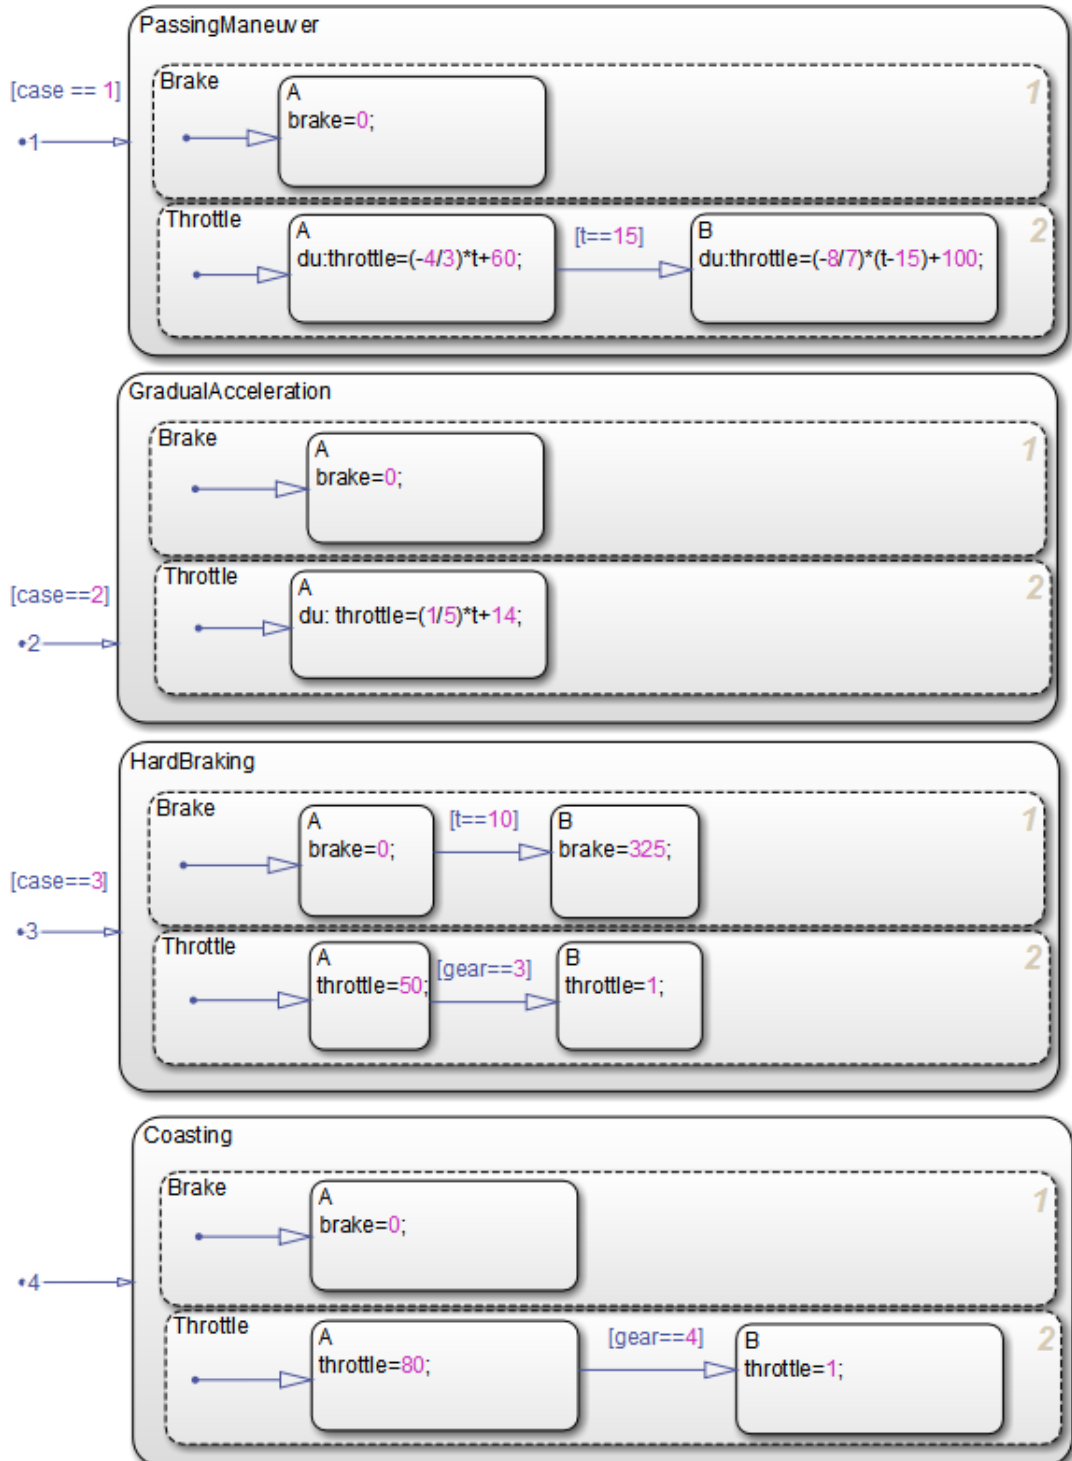 PassingManeuver
[case == 1]
1
Brake
1
A
brake=0;
Throttle
2
A
du:throttle=(-4/3)*t+60;
[t==15]
B
du:throttle=(-8/7)*(t-15)+100;
GradualAcceleration
Brake
1
A
brake=0;
[case==2]
2
Throttle
2
A
du: throttle=(1/5)*t+14;
HardBraking
Brake
1
A
brake=0;
[t==10]
B
brake=325;
[case==3]
3
Throttle
2
A
throttle=50;
[gear==3]
B
throttle=1;
Coasting
Brake
1
A
brake=0;
4
Throttle
2
A
throttle=80;
[gear==4]
B
throttle=1;